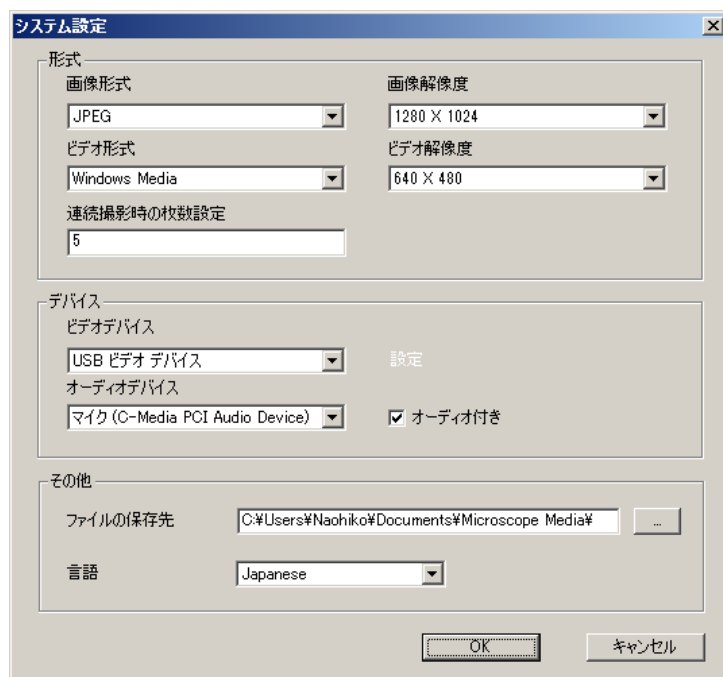 システム設定
形式
画像形式 画像解像度
JPEG 1280 X 1024
ビデオ形式 ビデオ解像度
Windows Media 640 X 480
連続撮影時の枚数設定
5
デバイス
ビデオデバイス
USB ビデオ デバイス 設定
オーディオデバイス
マイク (C-Media PCI Audio Device) オーディオ付き
その他
ファイルの保存先 C:¥Users¥Naohiko¥Documents¥Microscope Media¥ ...
言語 Japanese
OK キャンセル